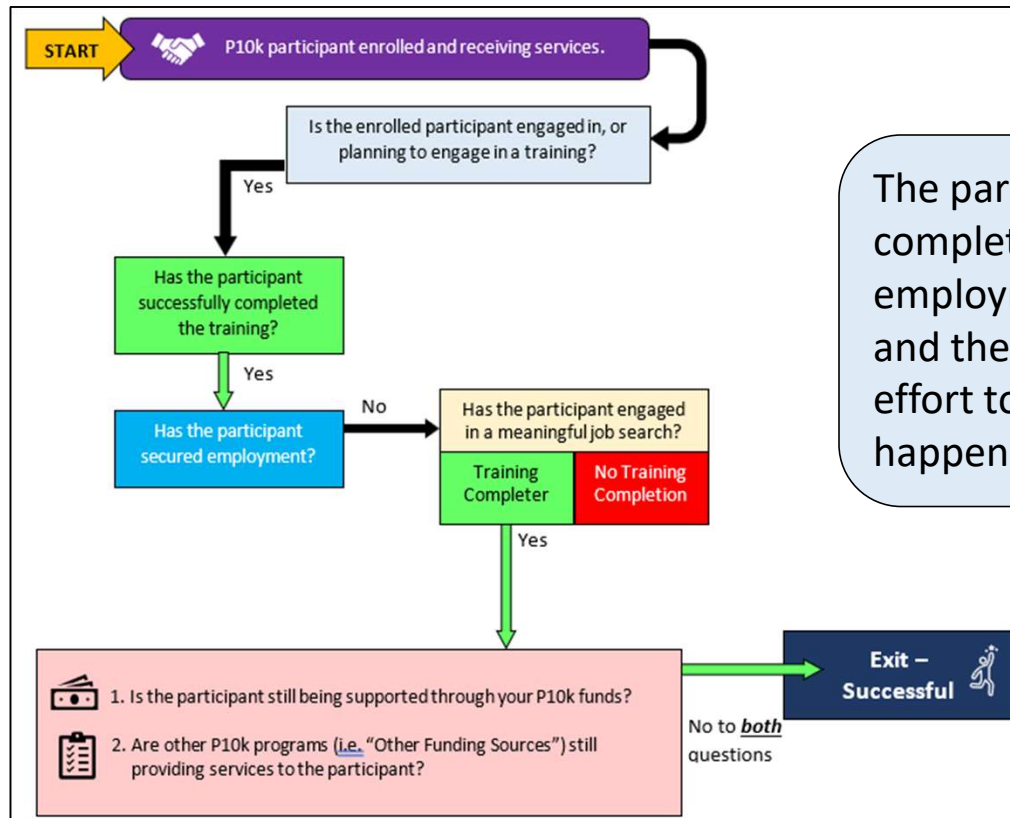 START
P10k participant enrolled and receiving services.
Is the enrolled participant engaged in, or
planning to engage in a training?
Yes
Has the participant
successfully completed
the training?
Yes
Has the participant
secured employment?
No
Has the participant engaged
in a meaningful job search?
Training
Completer
No Training
Completion
Yes
1. Is the participant still being supported through your P10k funds?
2. Are other P10k programs (i.e. “Other Funding Sources”) still
providing services to the participant?
No to both
questions
Exit –
Successful
The par
complet
employ
and the
effort to
happen